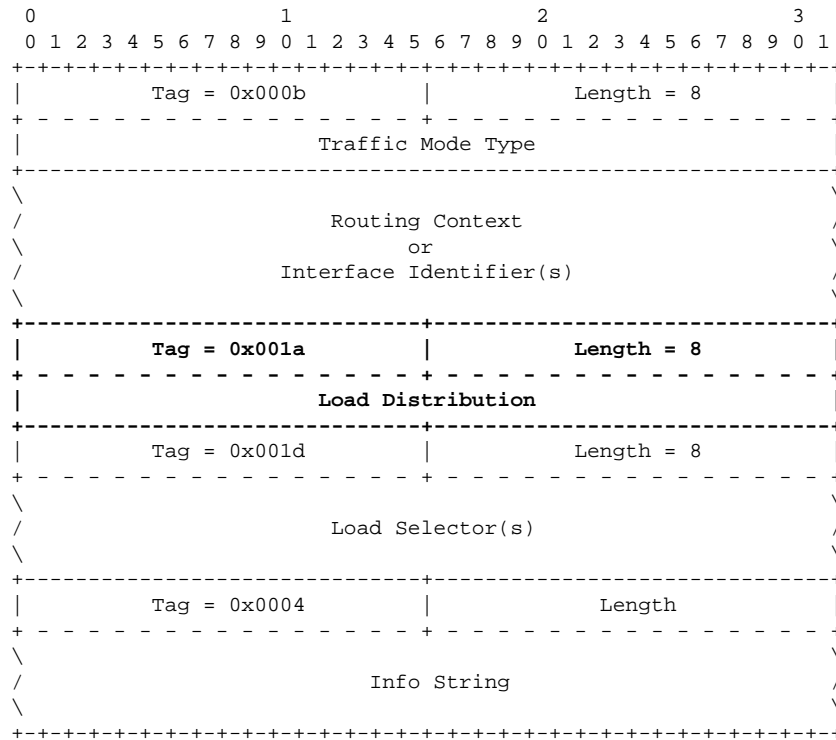 0                   1                   2                   3
0 1 2 3 4 5 6 7 8 9 0 1 2 3 4 5 6 7 8 9 0 1 2 3 4 5 6 7 8 9 0 1
Tag = 0x000b Length = 8
Traffic Mode Type
Routing Context
or
Interface Identifier(s)
Tag = 0x001a Length = 8
Load Distribution
Tag = 0x001d Length = 8
Load Selector(s)
Tag = 0x0004 Length
Info String